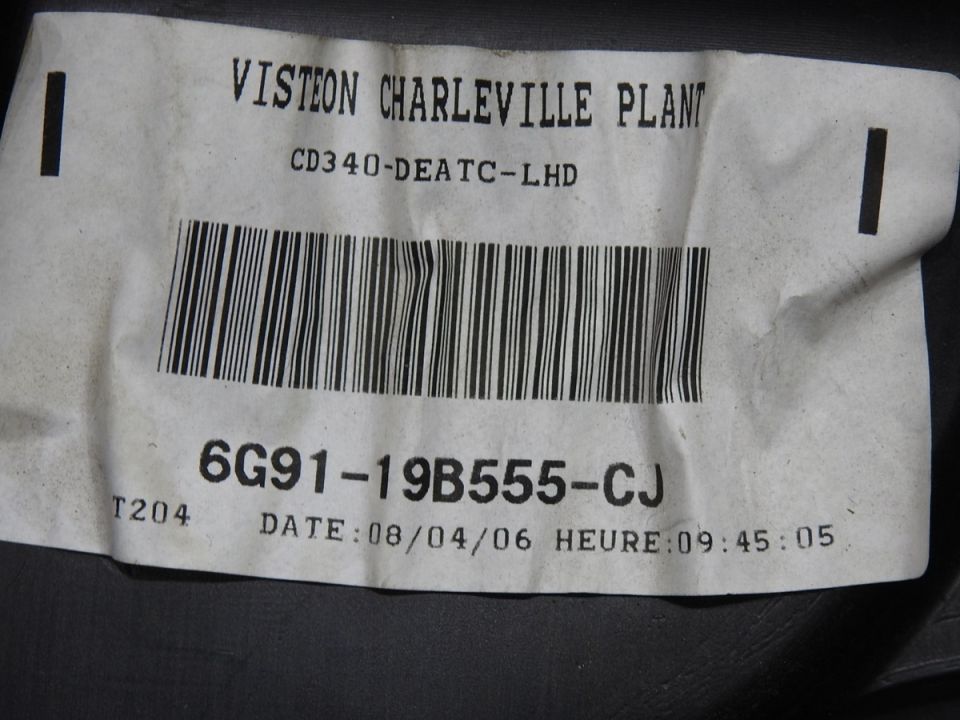 VISTEON CHARLEVILLE PLANT
CD340-DEATC-LHD
6G91-19B555-CJ
T204 DATE:08/04/06 HEURE:09:45:05